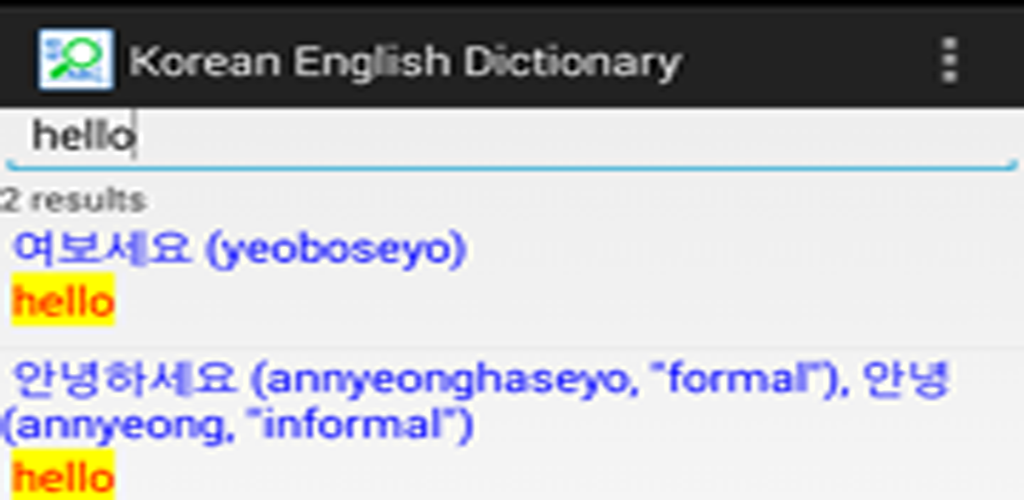 Korean English Dictionary
hello
2 results
여보세요 (yeoboseyo)
hello
안녕하세요 (annyeonghaseyo, "formal"), 안녕
(annyeong, "informal")
hello